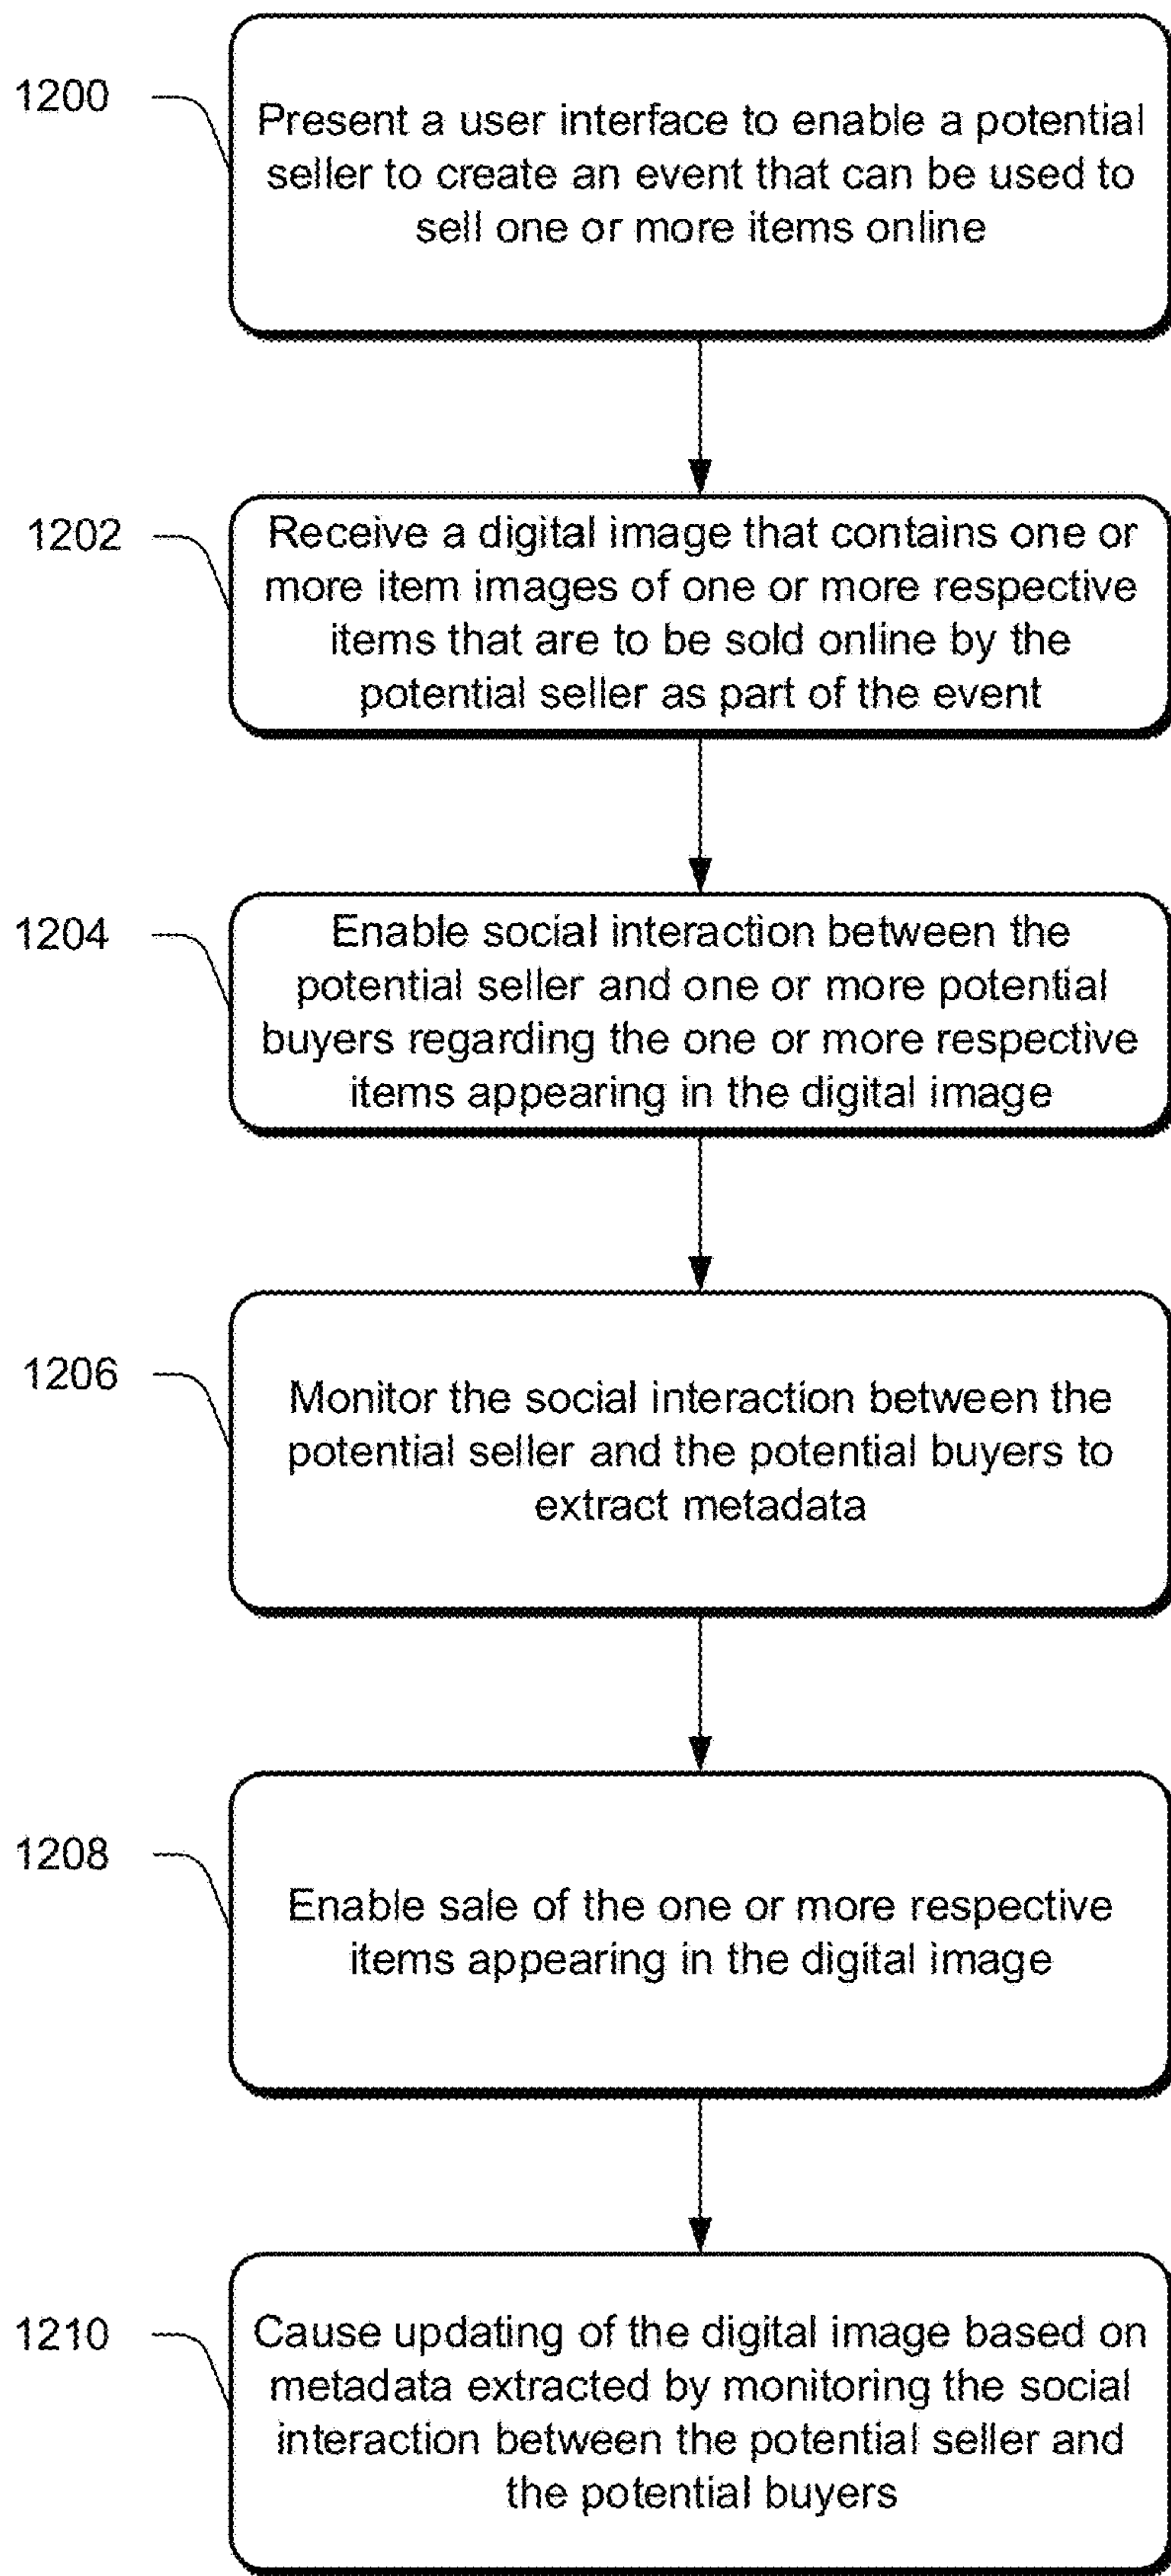 1200
Present a user interface to enable a potential
seller to create an event that can be used to
sell one or more items online
1202
Receive a digital image that contains one or
more item images of one or more respective
items that are to be sold online by the
potential seller as part of the event
1204
Enable social interaction between the
potential seller and one or more potential
buyers regarding the one or more respective
items appearing in the digital image
1206
Monitor the social interaction between the
potential seller and the potential buyers to
extract metadata
1208
Enable sale of the one or more respective
items appearing in the digital image
1210
Cause updating of the digital image based on
metadata extracted by monitoring the social
interaction between the potential seller and
the potential buyers